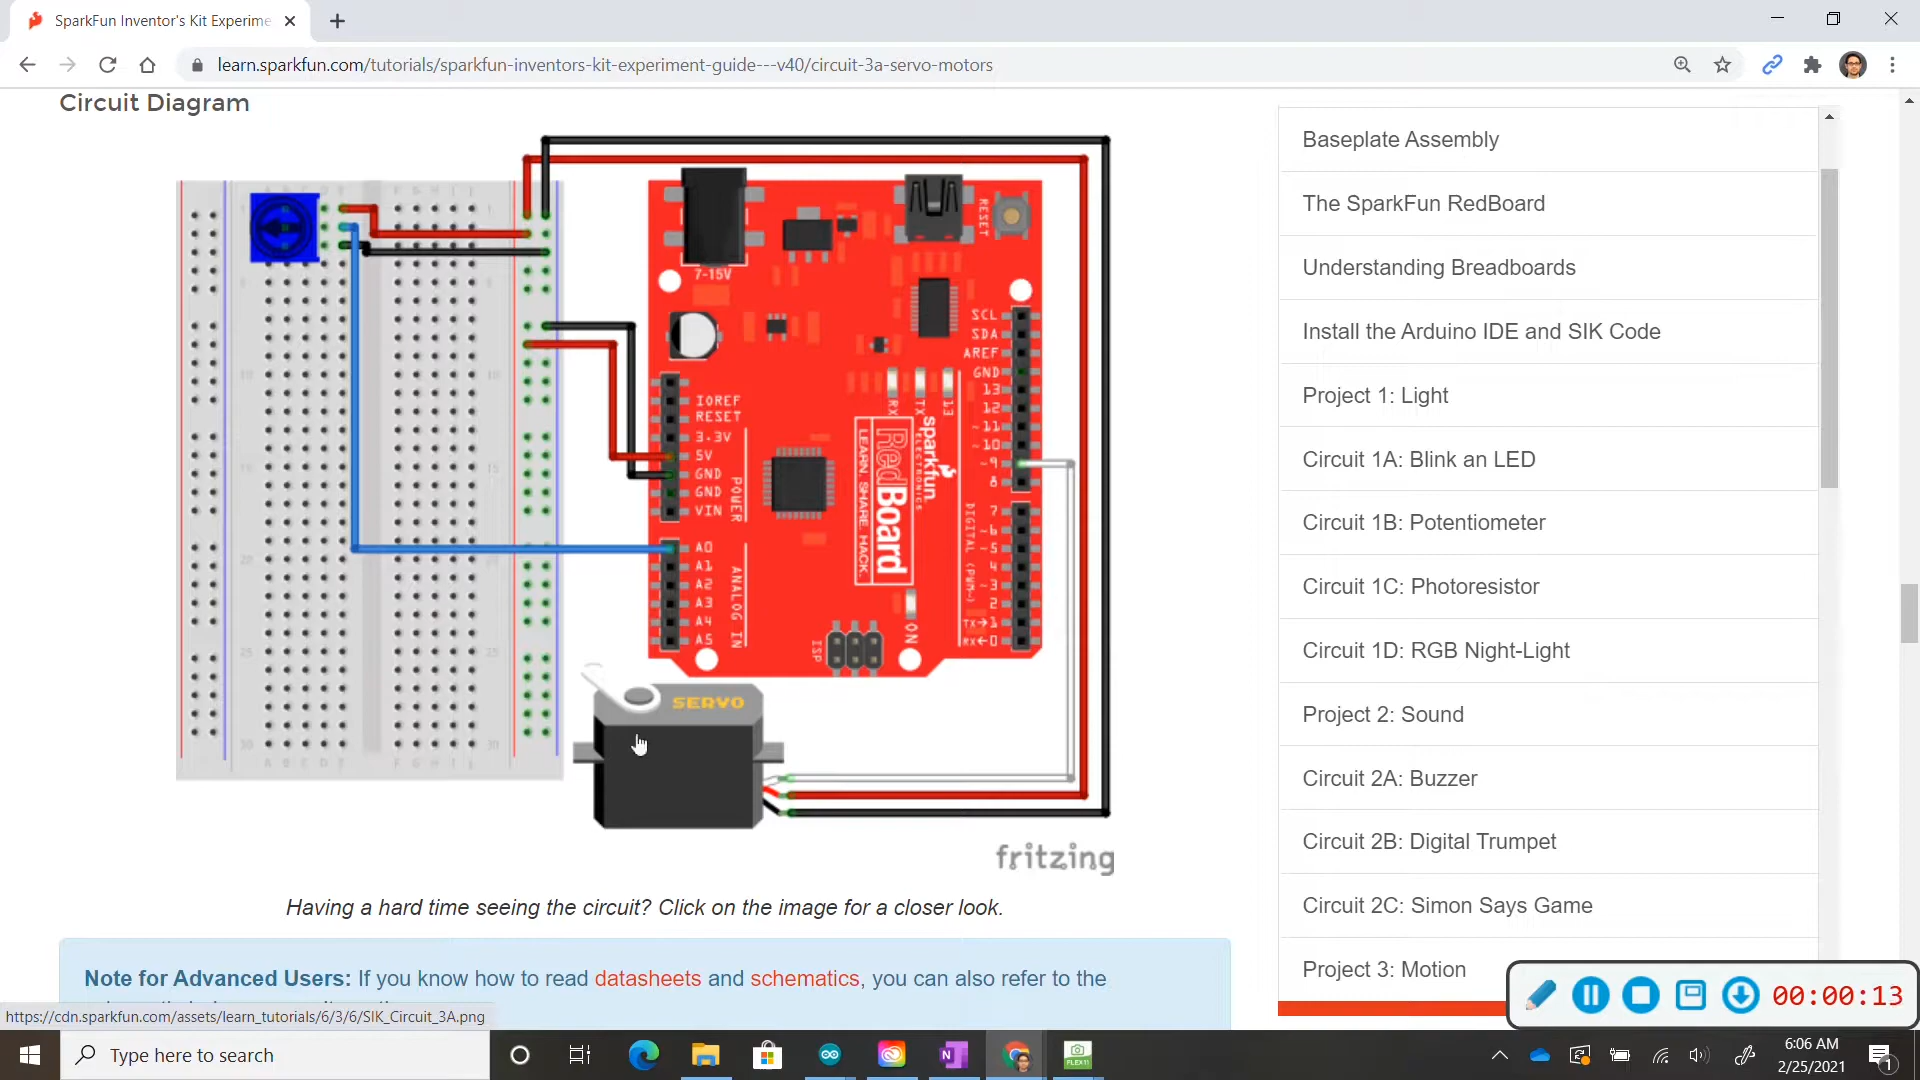 SparkFun Inventor's Kit Experime
learn.sparkfun.com/tutorials/sparkfun-inventors-kit-experiment-guide---v40/circuit-3a-servo-motors
Circuit Diagram
7-15V
RESET
SCL
SDA
AREF
GND
13
12
~11
~10
~9
8
IOREF
RESET
3.3V
5V
GND
GND
VIN
POWER
RX
TX
13
sparkfun
ELECTRONICS
RedBoard
LEARN. SHARE. HACK.
DIGITAL (PWM~)
7
~6
~5
4
~3
2
TX→1
RX←0
A0
A1
A2
A3
A4
A5
ANALOG IN
ISP
ON
SERVO
fritzing
Having a hard time seeing the circuit? Click on the image for a closer look.
Note for Advanced Users: If you know how to read datasheets and schematics, you can also refer to the
https://cdn.sparkfun.com/assets/learn_tutorials/6/3/6/SIK_Circuit_3A.png
Baseplate Assembly
The SparkFun RedBoard
Understanding Breadboards
Install the Arduino IDE and SIK Code
Project 1: Light
Circuit 1A: Blink an LED
Circuit 1B: Potentiometer
Circuit 1C: Photoresistor
Circuit 1D: RGB Night-Light
Project 2: Sound
Circuit 2A: Buzzer
Circuit 2B: Digital Trumpet
Circuit 2C: Simon Says Game
Project 3: Motion
00:00:13
Type here to search
FLEX11
6:06 AM
2/25/2021
1